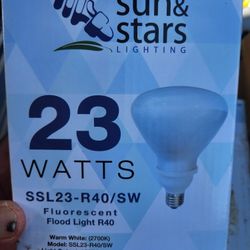 sun&
stars
LIGHTING
23
WATTS
SSL23-R40/SW
Fluorescent
Flood Light R40
Warm White: (2700K)
Model: SSL23-R40/SW